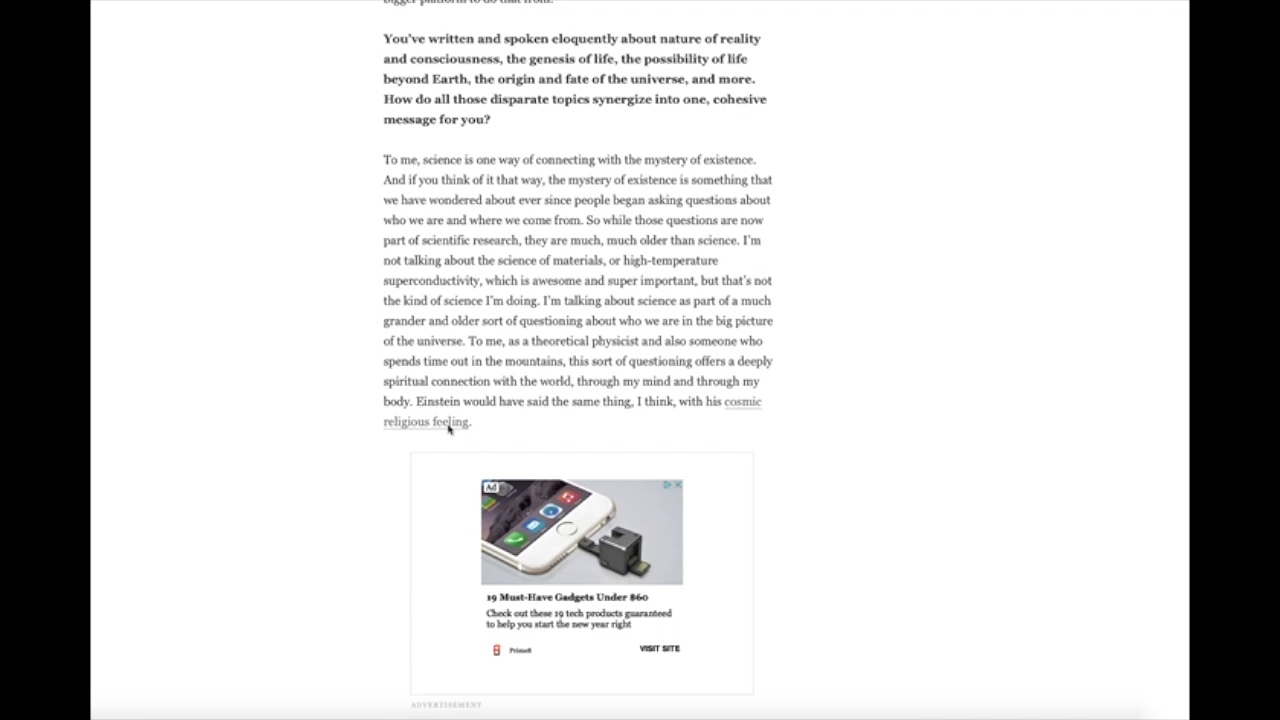 bigger platform to do that from.
You've written and spoken eloquently about nature of reality
and consciousness, the genesis of life, the possibility of life
beyond Earth, the origin and fate of the universe, and more.
How do all those disparate topics synergize into one, cohesive
message for you?
To me, science is one way of connecting with the mystery of existence.
And if you think of it that way, the mystery of existence is something that
we have wondered about ever since people began asking questions about
who we are and where we come from. So while those questions are now
part of scientific research, they are much, much older than science. I'm
not talking about the science of materials, or high-temperature
superconductivity, which is awesome and super important, but that's not
the kind of science I'm doing. I'm talking about science as part of a much
grander and older sort of questioning about who we are in the big picture
of the universe. To me, as a theoretical physicist and also someone who
spends time out in the mountains, this sort of questioning offers a deeply
spiritual connection with the world, through my mind and through my
body. Einstein would have said the same thing, I think, with his cosmic
religious feeling.
Ad
19 Must-Have Gadgets Under $60
Check out these 19 tech products guaranteed
to help you start the new year right
Prime8
VISIT SITE
ADVERTISEMENT